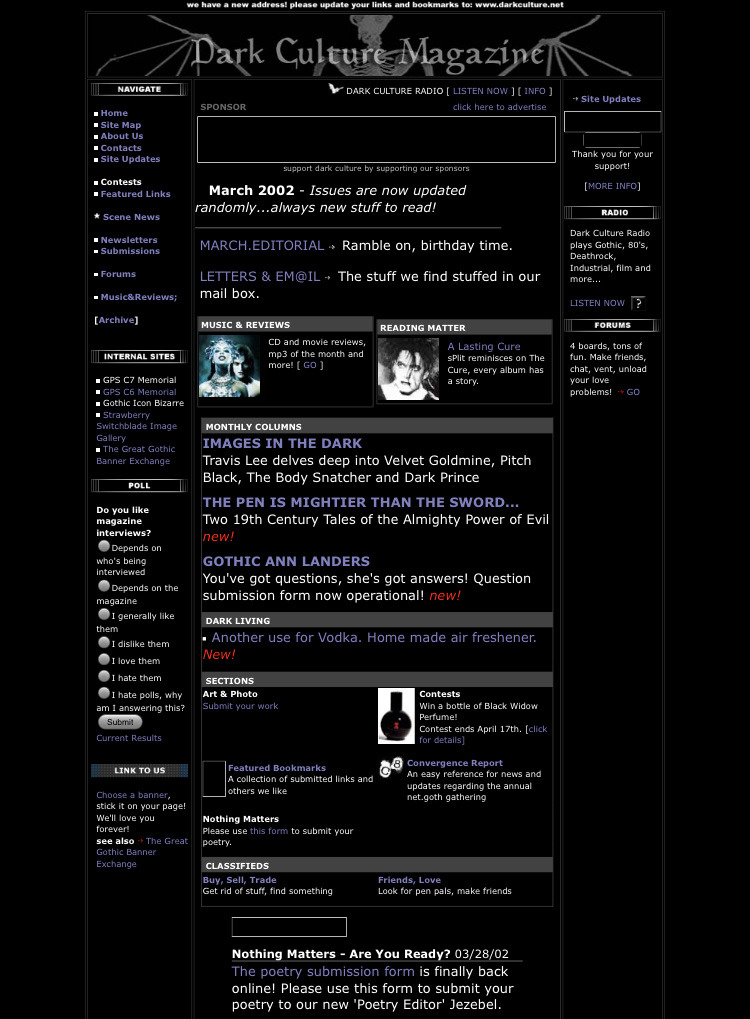 we have a new address! please update your links and bookmarks to: www.darkculture.net
Dark Culture Magazine
NAVIGATE
Home
Site Map
About Us
Contacts
Site Updates
Contests
Featured Links
Scene News
Newsletters
Submissions
Forums
Music&Reviews;
[Archive]
INTERNAL SITES
GPS C7 Memorial
GPS C6 Memorial
Gothic Icon Bizarre
Strawberry
Switchblade Image
Gallery
The Great Gothic
Banner Exchange
POLL
Do you like
magazine
interviews?
Depends on
who's being
interviewed
Depends on the
magazine
I generally like
them
I dislike them
I love them
I hate them
I hate polls, why
am I answering this?
Submit
Current Results
LINK TO US
Choose a banner,
stick it on your page!
We'll love you
forever!
see also → The Great
Gothic Banner
Exchange
DARK CULTURE RADIO [ LISTEN NOW ] [ INFO ]
SPONSOR
click here to advertise
support dark culture by supporting our sponsors
March 2002 - Issues are now updated
randomly...always new stuff to read!
MARCH.EDITORIAL → Ramble on, birthday time.
LETTERS & EM@IL → The stuff we find stuffed in our
mail box.
MUSIC & REVIEWS
CD and movie reviews,
mp3 of the month and
more! [ GO ]
READING MATTER
A Lasting Cure
sPlit reminisces on The
Cure, every album has
a story.
MONTHLY COLUMNS
IMAGES IN THE DARK
Travis Lee delves deep into Velvet Goldmine, Pitch
Black, The Body Snatcher and Dark Prince
THE PEN IS MIGHTIER THAN THE SWORD...
Two 19th Century Tales of the Almighty Power of Evil
new!
GOTHIC ANN LANDERS
You've got questions, she's got answers! Question
submission form now operational! new!
DARK LIVING
Another use for Vodka. Home made air freshener.
New!
SECTIONS
Art & Photo
Submit your work
Contests
Win a bottle of Black Widow
Perfume!
Contest ends April 17th. [click
for details]
Featured Bookmarks
A collection of submitted links and
others we like
C8
Convergence Report
An easy reference for news and
updates regarding the annual
net.goth gathering
Nothing Matters
Please use this form to submit your
poetry.
CLASSIFIEDS
Buy, Sell, Trade
Get rid of stuff, find something
Friends, Love
Look for pen pals, make friends
Nothing Matters - Are You Ready? 03/28/02
The poetry submission form is finally back
online! Please use this form to submit your
poetry to our new 'Poetry Editor' Jezebel.
→ Site Updates
Thank you for your
support!
[MORE INFO]
RADIO
Dark Culture Radio
plays Gothic, 80's,
Deathrock,
Industrial, film and
more...
LISTEN NOW ?
FORUMS
4 boards, tons of
fun. Make friends,
chat, vent, unload
your love
problems! → GO